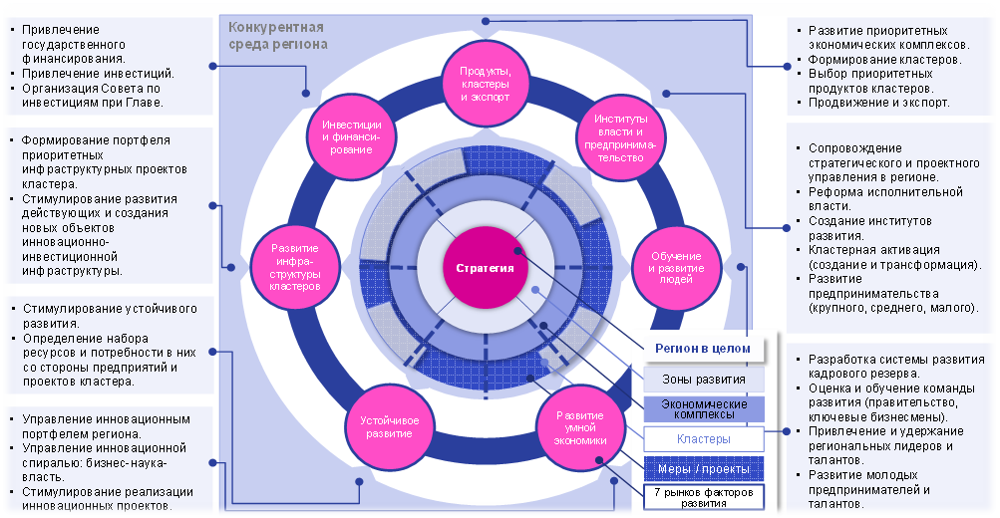 Конкурентная
среда региона
• Привлечение
государственного
финансирования.
• Привлечение инвестиций.
• Организация Совета по
инвестициям при Главе.
• Формирование портфеля
приоритетных
инфраструктурных проектов
кластера.
• Стимулирование развития
действующих и создания
новых объектов
инновационно-
инвестиционной
инфраструктуры.
• Стимулирование устойчивого
развития.
• Определение набора
ресурсов и потребности в них
со стороны предприятий и
проектов кластера.
• Управление инновационным
портфелем региона.
• Управление инновационной
спиралью: бизнес-наука-
власть.
• Стимулирование реализации
инновационных проектов.
Продукты,
кластеры
и экспорт
Инвестиции
и финанси-
рование
Институты
власти и
предпринима-
тельство
Развитие
инфра-
структуры
кластеров
Стратегия
Обучение
и развитие
людей
Устойчивое
развитие
Развитие
умной
экономики
Регион в целом
Зоны развития
Экономические
комплексы
Кластеры
Меры / проекты
7 рынков факторов
развития
• Развитие приоритетных
экономических комплексов.
• Формирование кластеров.
• Выбор приоритетных
продуктов кластеров.
• Продвижение и экспорт.
• Сопровождение
стратегического и проектного
управления в регионе.
• Реформа исполнительной
власти.
• Создание институтов
развития.
• Кластерная активация
(создание и трансформация).
• Развитие
предпринимательства
(крупного, среднего, малого).
• Разработка системы развития
кадрового резерва.
• Оценка и обучение команды
развития (правительство,
ключевые бизнесмены).
• Привлечение и удержание
региональных лидеров и
талантов.
• Развитие молодых
предпринимателей и
талантов.